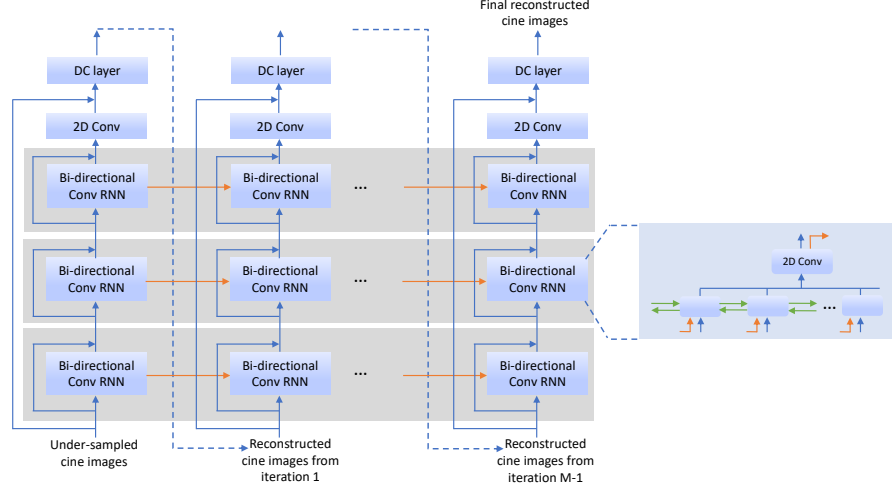 Final reconstructed
cine images
DC layer
DC layer
DC layer
2D Conv
2D Conv
2D Conv
Bi-directional
Conv RNN
Bi-directional
Conv RNN
...
Bi-directional
Conv RNN
Bi-directional
Conv RNN
Bi-directional
Conv RNN
...
Bi-directional
Conv RNN
2D Conv
...
Bi-directional
Conv RNN
Bi-directional
Conv RNN
...
Bi-directional
Conv RNN
Under-sampled
cine images
Reconstructed
cine images from
iteration 1
Reconstructed
cine images from
iteration M-1